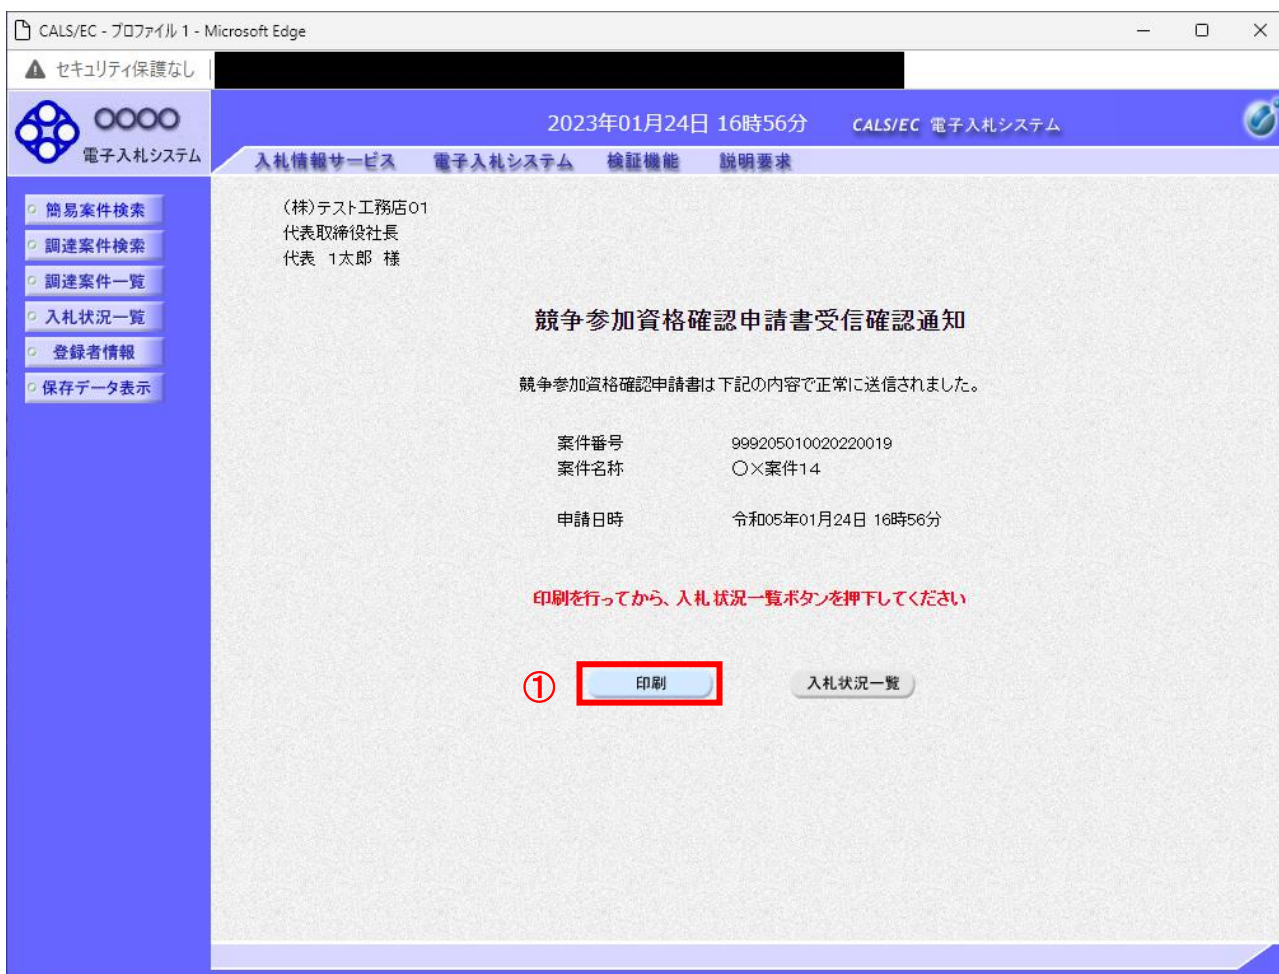 CALS/EC - プロファイル 1 - Microsoft Edge
セキュリティ保護なし
○○○○
電子入札システム
2023年01月24日 16時56分
CALS/EC 電子入札システム
入札情報サービス 電子入札システム 検証機能 説明要求
簡易案件検索
調達案件検索
調達案件一覧
入札状況一覧
登録者情報
保存データ表示
(株)テスト工務店01
代表取締役社長
代表 1太郎 様
競争参加資格確認申請書受信確認通知
競争参加資格確認申請書は下記の内容で正常に送信されました。
案件番号 999205010020220019
案件名称 〇×案件14
申請日時 令和05年01月24日 16時56分
印刷を行ってから、入札状況一覧ボタンを押下してください
① 印刷 入札状況一覧